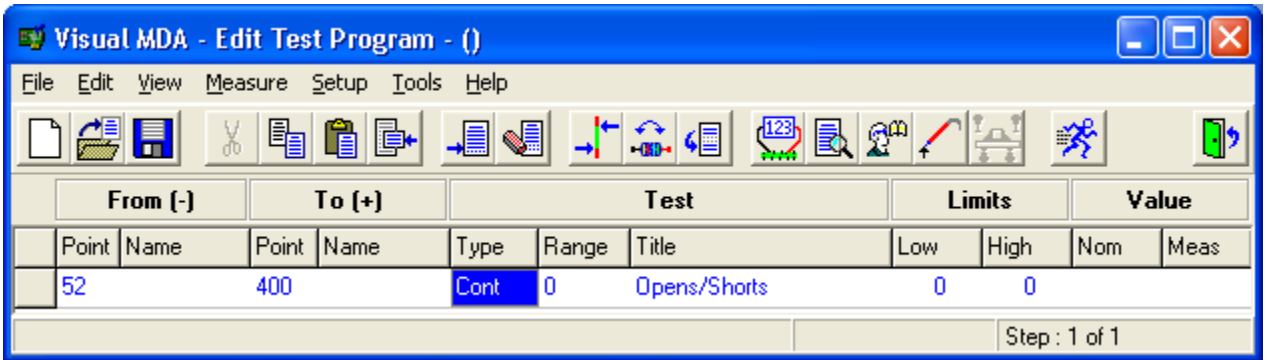 Visual MDA - Edit Test Program - ()
File Edit View Measure Setup Tools Help
123
From (-) To (+) Test Limits Value
Point Name Point Name Type Range Title Low High Nom Meas
52 400 Cont 0 Opens/Shorts 0 0
Step : 1 of 1